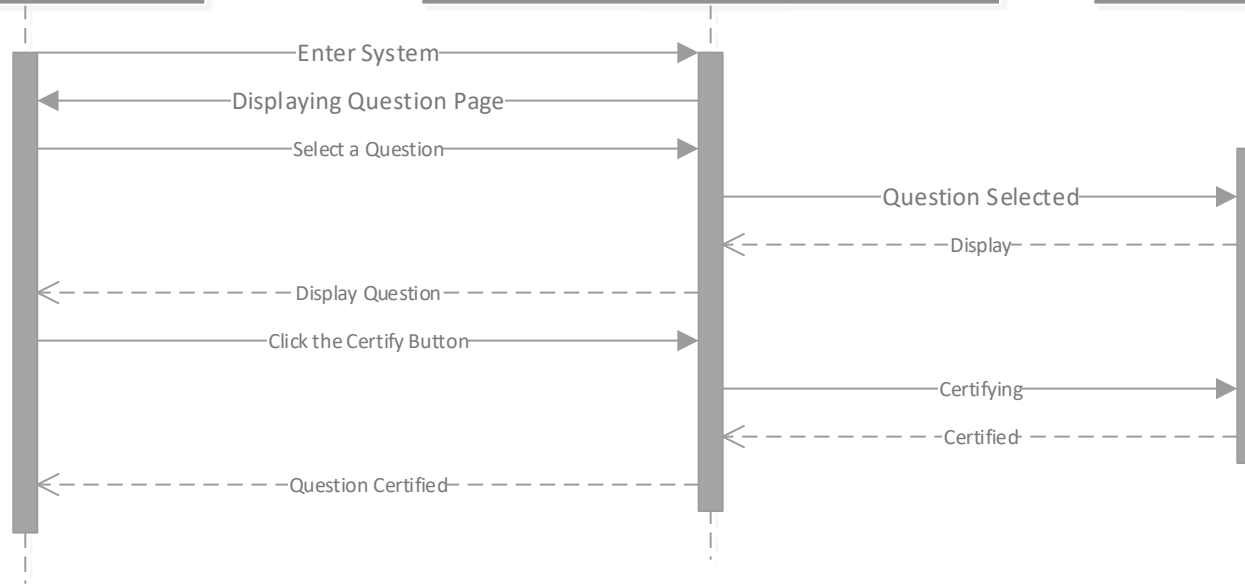 Enter System
Displaying Question Page
Select a Question
Question Selected
Display
Display Question
Click the Certify Button
Certifying
Certified
Question Certified